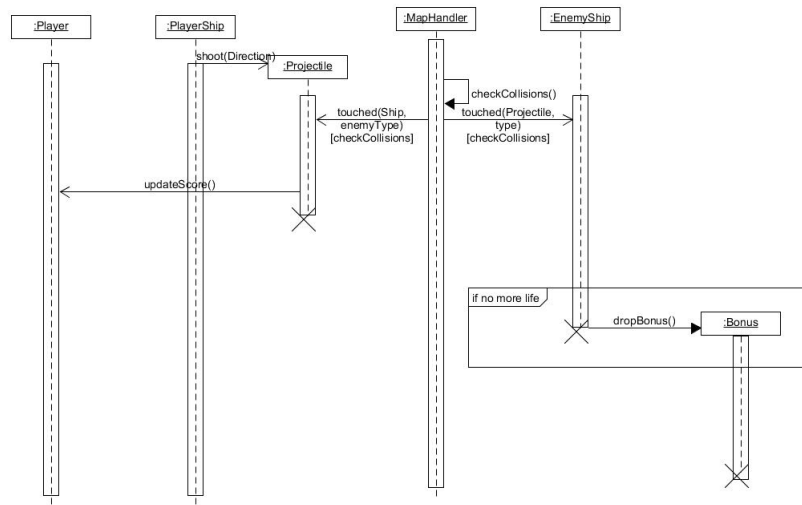 :Player
:PlayerShip
:MapHandler
:EnemyShip
shoot(Direction)
:Projectile
checkCollisions()
touched(Ship,
enemyType)
[checkCollisions]
touched(Projectile,
type)
[checkCollisions]
updateScore()
if no more life
dropBonus()
:Bonus